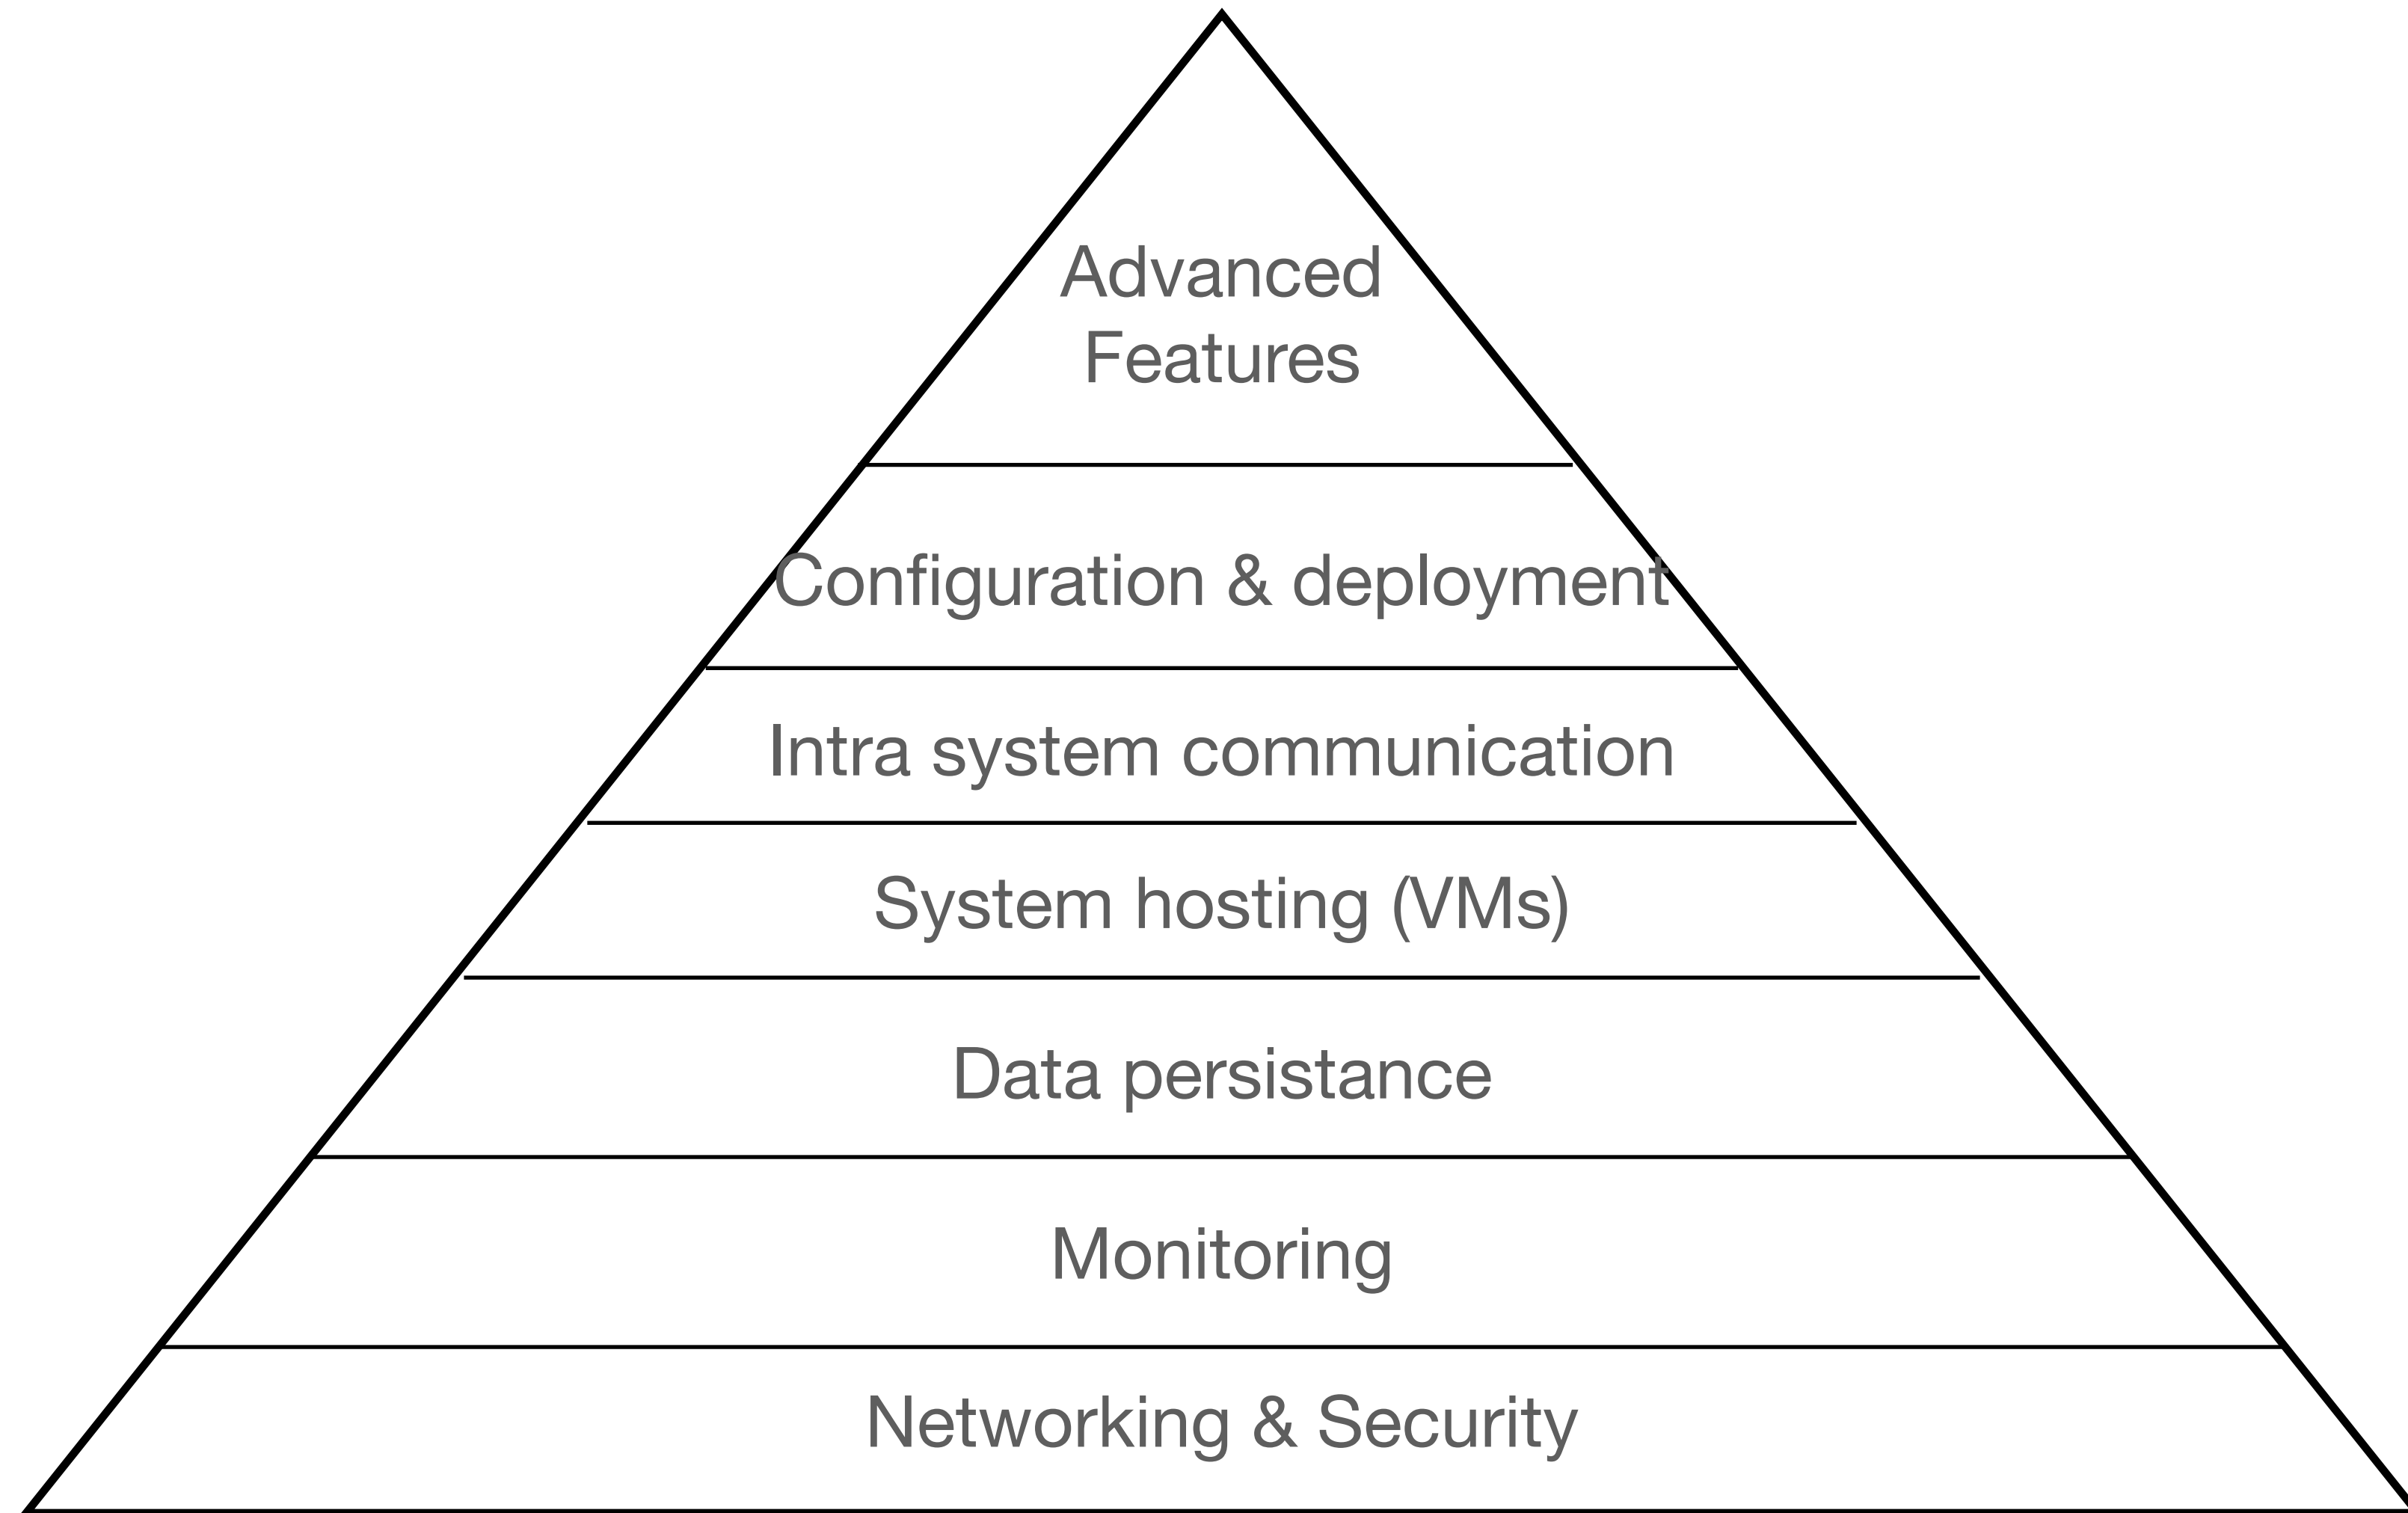 Advanced
Features
Configuration & deployment
Intra system communication
System hosting (VMs)
Data persistance
Monitoring
Networking & Security